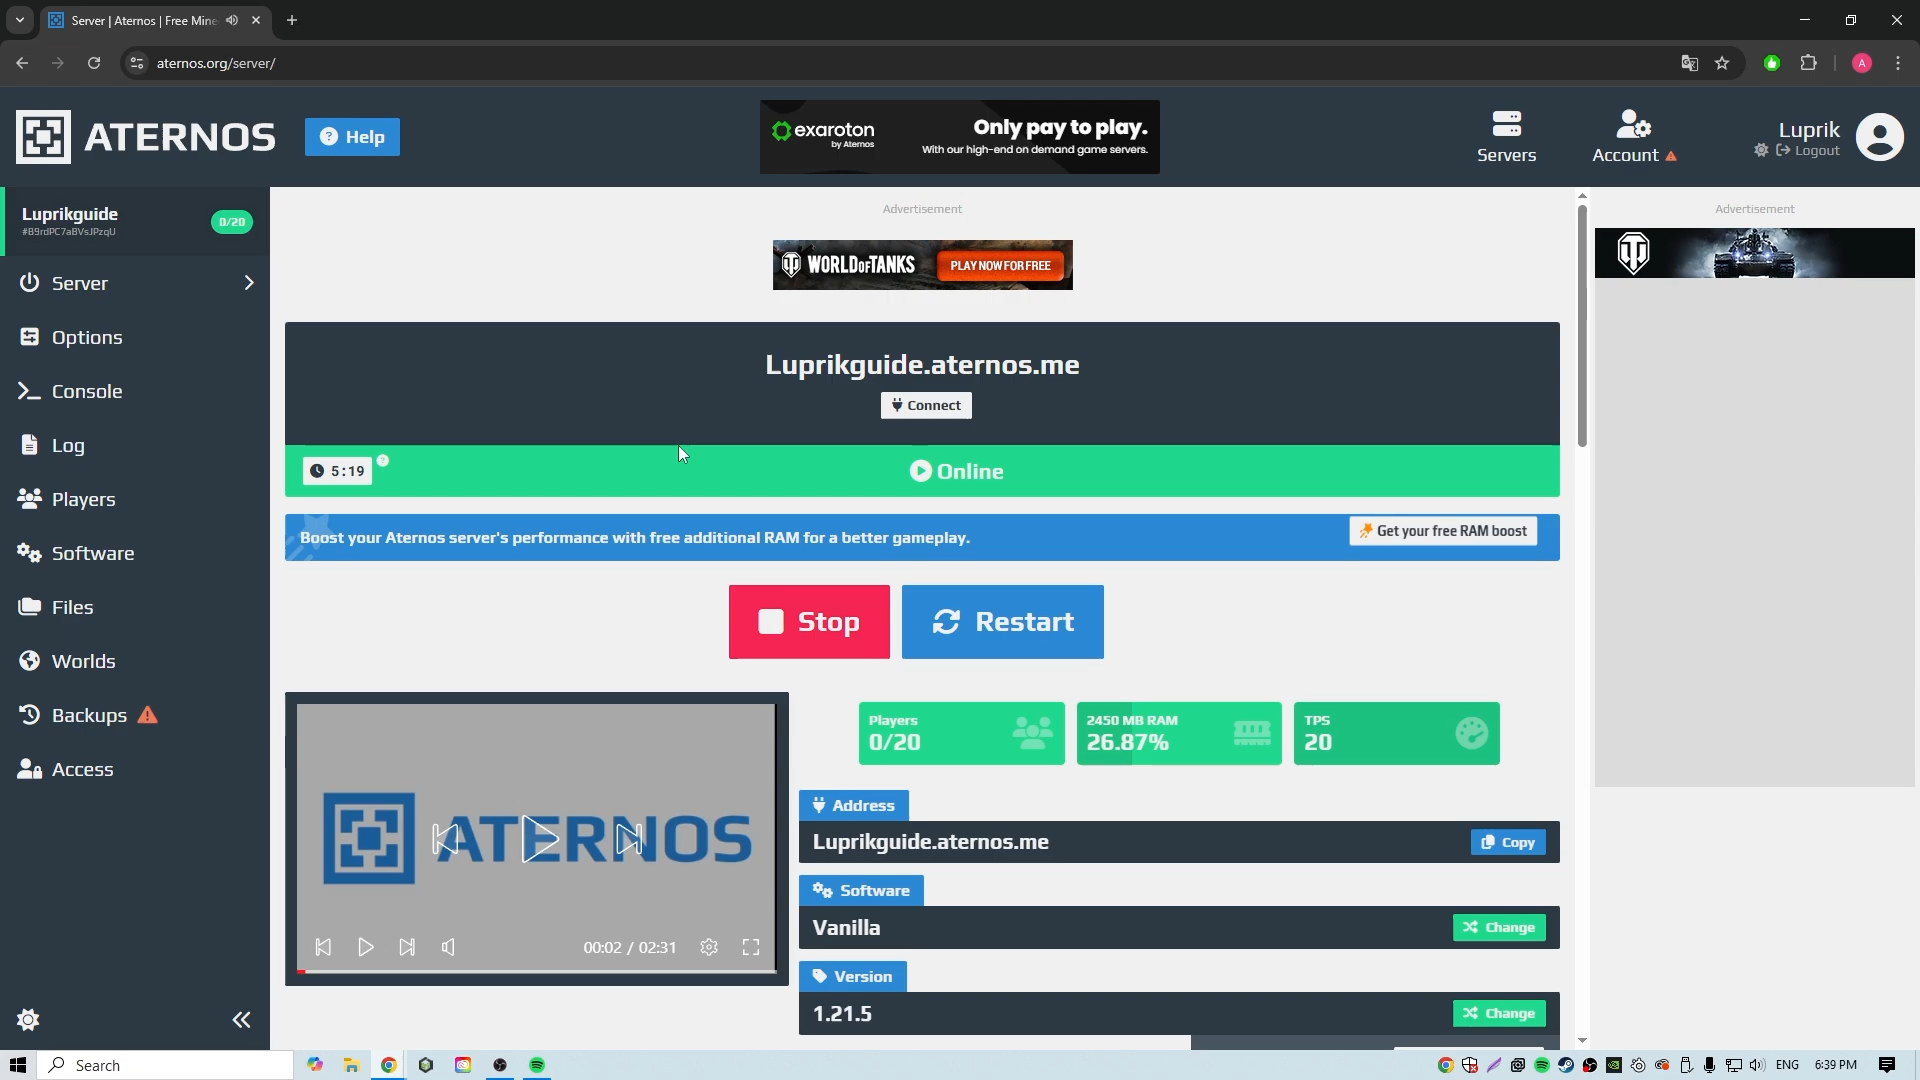 Server | Aternos | Free Mine
aternos.org/server/
A
ATERNOS
Help
exaroton
by Aternos
Only pay to play.
With our high-end on demand game servers.
Servers
Account
Luprik
Logout
Luprikguide
#B9rdPC7aBVsJPzqU
0/20
Server
Options
Console
Log
Players
Software
Files
Worlds
Backups
Access
Advertisement
WORLD OF TANKS
PLAY NOW FOR FREE
Luprikguide.aternos.me
Connect
5:19
Online
Boost your Aternos server's performance with free additional RAM for a better gameplay.
Get your free RAM boost
Stop
Restart
ATERNOS
00:02 / 02:31
Players
0/20
2450 MB RAM
26.87%
TPS
20
Address
Luprikguide.aternos.me
Copy
Software
Vanilla
Change
Version
1.21.5
Change
Advertisement
Search
ENG
6:39 PM